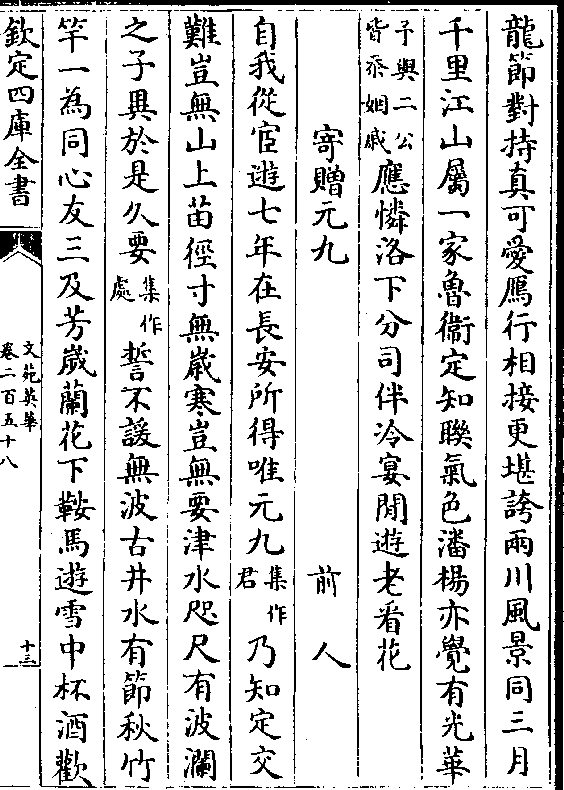 龍節對持真可愛鴈行相接更堪誇兩川風景同三月
千里江山屬一家魯衞定知聯氣色潘楊亦覺有光華
予與二公皆忝姻戚應憐洛下分司伴冷宴閒遊老看花
寄贈元九 前人
自我從宦遊七年在長安所得唯元九集作君乃知定交
難豈無山上苗徑寸無嵗寒豈無要津水咫尺有波瀾
之子異於是久要集作處誓不諼無波古井水有節秋竹
竿一為同心友三及芳嵗蘭花下鞍馬遊雪中杯酒歡
欽定四庫全書
文苑英華
卷二百五十八
十三